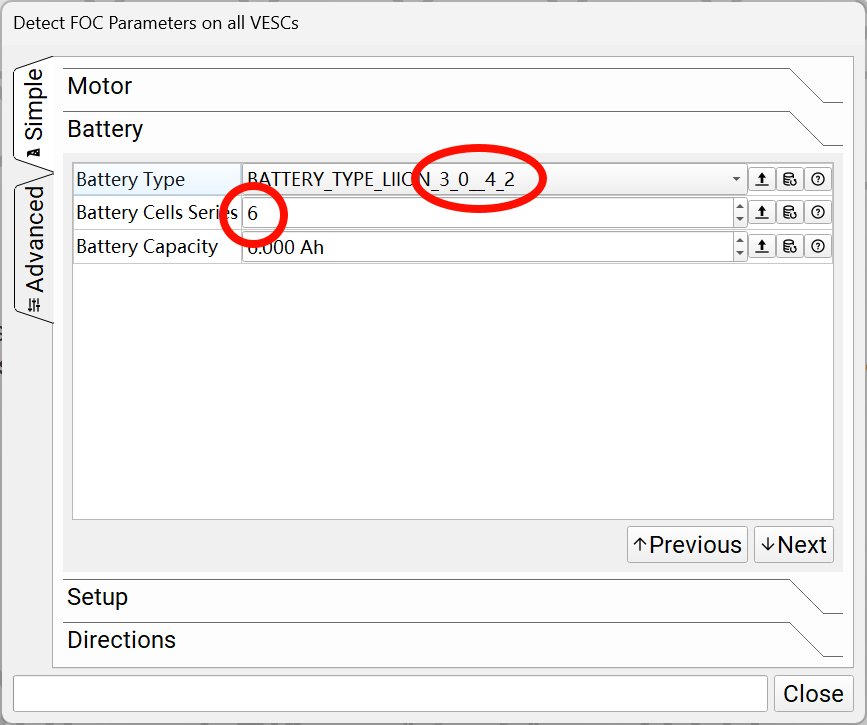 Detect FOC Parameters on all VESCs
Simple
Advanced
Motor
Battery
Battery Type BATTERY_TYPE_LIION_3_0__4_2
Battery Cells Series 6
Battery Capacity 6.000 Ah
↑Previous ↓Next
Setup
Directions
Close